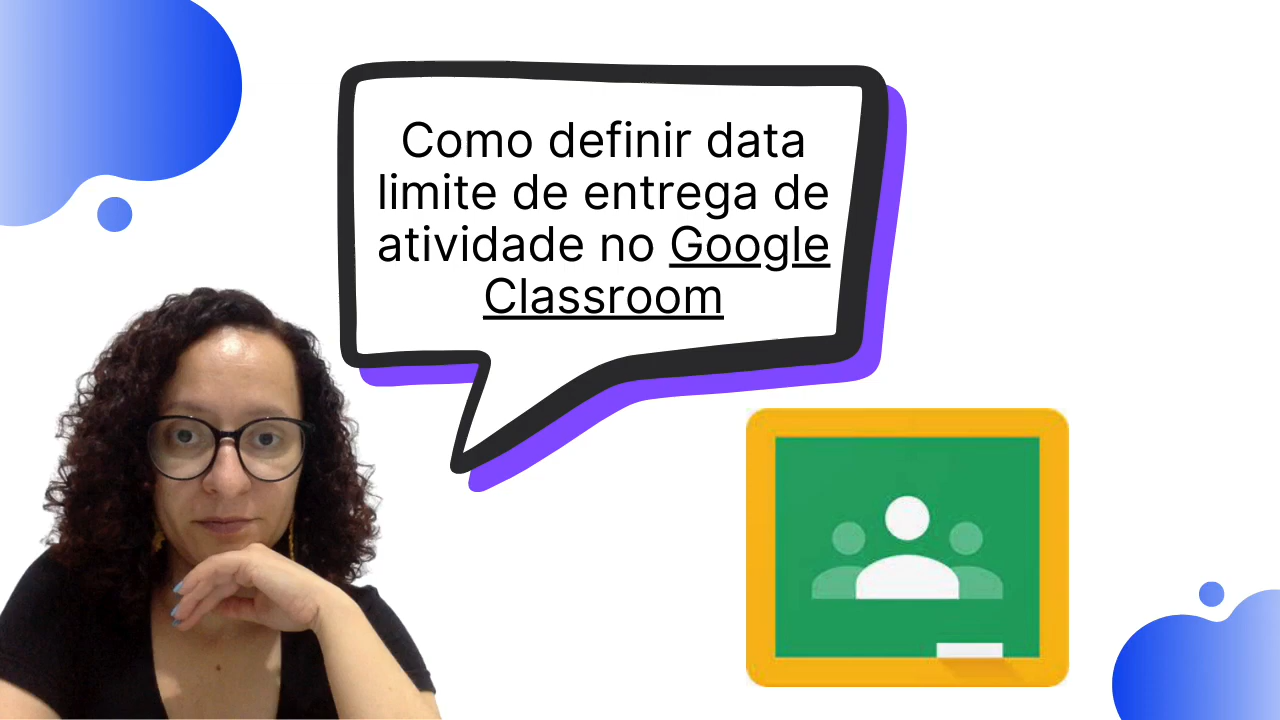 Como definir data
limite de entrega de
atividade no Google
Classroom